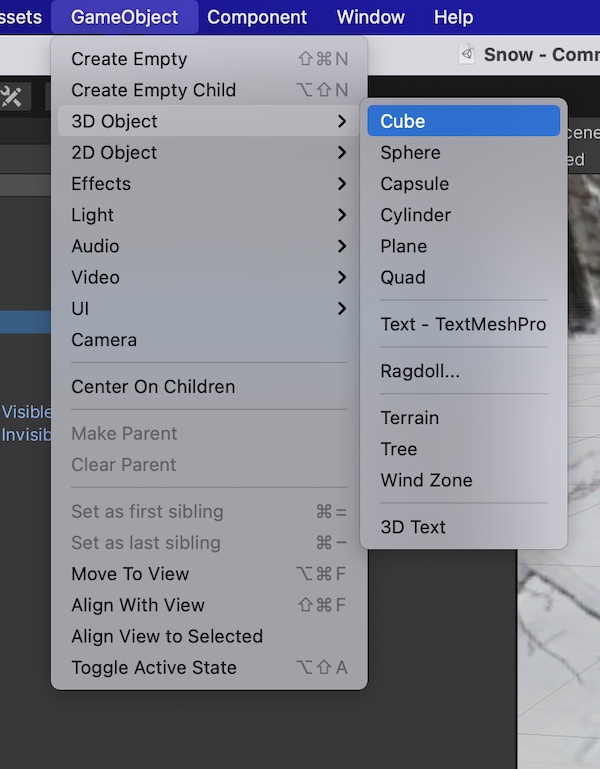 ssets GameObject Component Window Help
Snow - Comm
Create Empty ⇧⌘N
Create Empty Child ⌥⇧N
3D Object
2D Object
Effects
Light
Audio
Video
UI
Camera
Center On Children
Make Parent
Clear Parent
Set as first sibling ⌘=
Set as last sibling ⌘−
Move To View ⌥⌘F
Align With View ⇧⌘F
Align View to Selected
Toggle Active State ⌥⇧A
Cube
Sphere
Capsule
Cylinder
Plane
Quad
Text - TextMeshPro
Ragdoll...
Terrain
Tree
Wind Zone
3D Text
cene
ed
Visible
Invisib